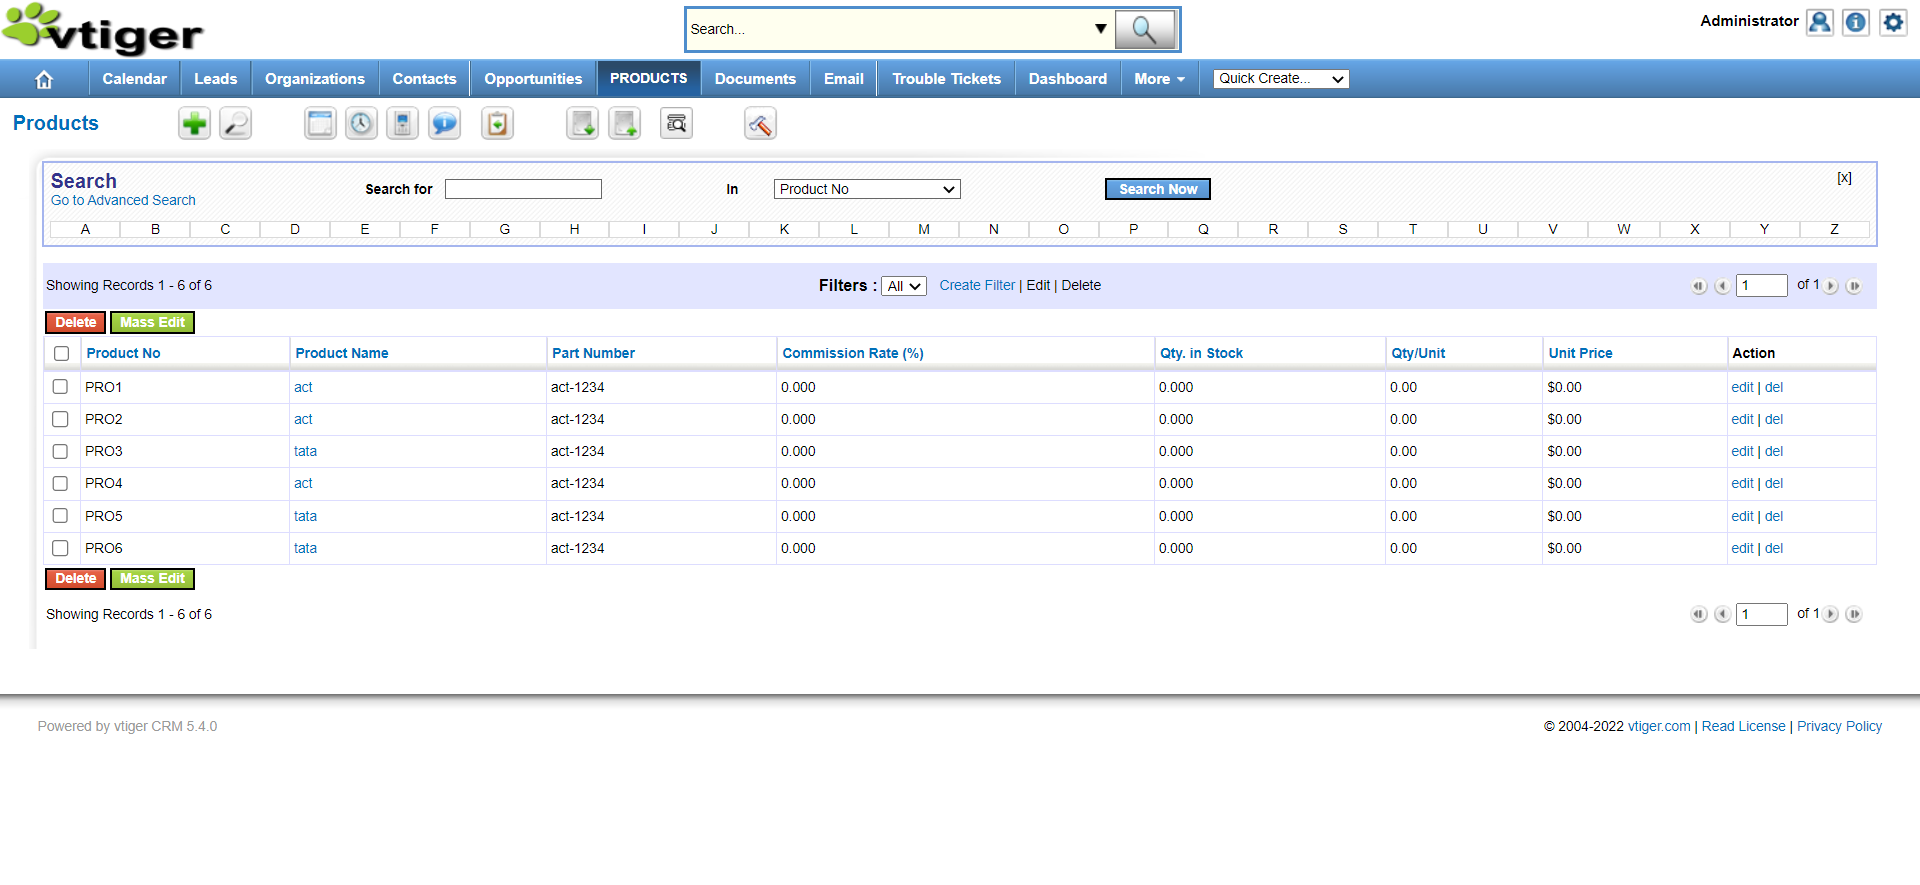 vtiger
Search...
Administrator
Calendar Leads Organizations Contacts Opportunities PRODUCTS Documents Email Trouble Tickets Dashboard More Quick Create...
Products
Search
Go to Advanced Search
Search for In Product No Search Now [x]
A B C D E F G H I J K L M N O P Q R S T U V W X Y Z
Showing Records 1 - 6 of 6 Filters : All Create Filter | Edit | Delete 1 of 1
Delete Mass Edit
Product No Product Name Part Number Commission Rate (%) Qty. in Stock Qty/Unit Unit Price Action
PRO1 act act-1234 0.000 0.000 0.00 $0.00 edit | del
PRO2 act act-1234 0.000 0.000 0.00 $0.00 edit | del
PRO3 tata act-1234 0.000 0.000 0.00 $0.00 edit | del
PRO4 act act-1234 0.000 0.000 0.00 $0.00 edit | del
PRO5 tata act-1234 0.000 0.000 0.00 $0.00 edit | del
PRO6 tata act-1234 0.000 0.000 0.00 $0.00 edit | del
Delete Mass Edit
Showing Records 1 - 6 of 6 1 of 1
Powered by vtiger CRM 5.4.0 © 2004-2022 vtiger.com | Read License | Privacy Policy